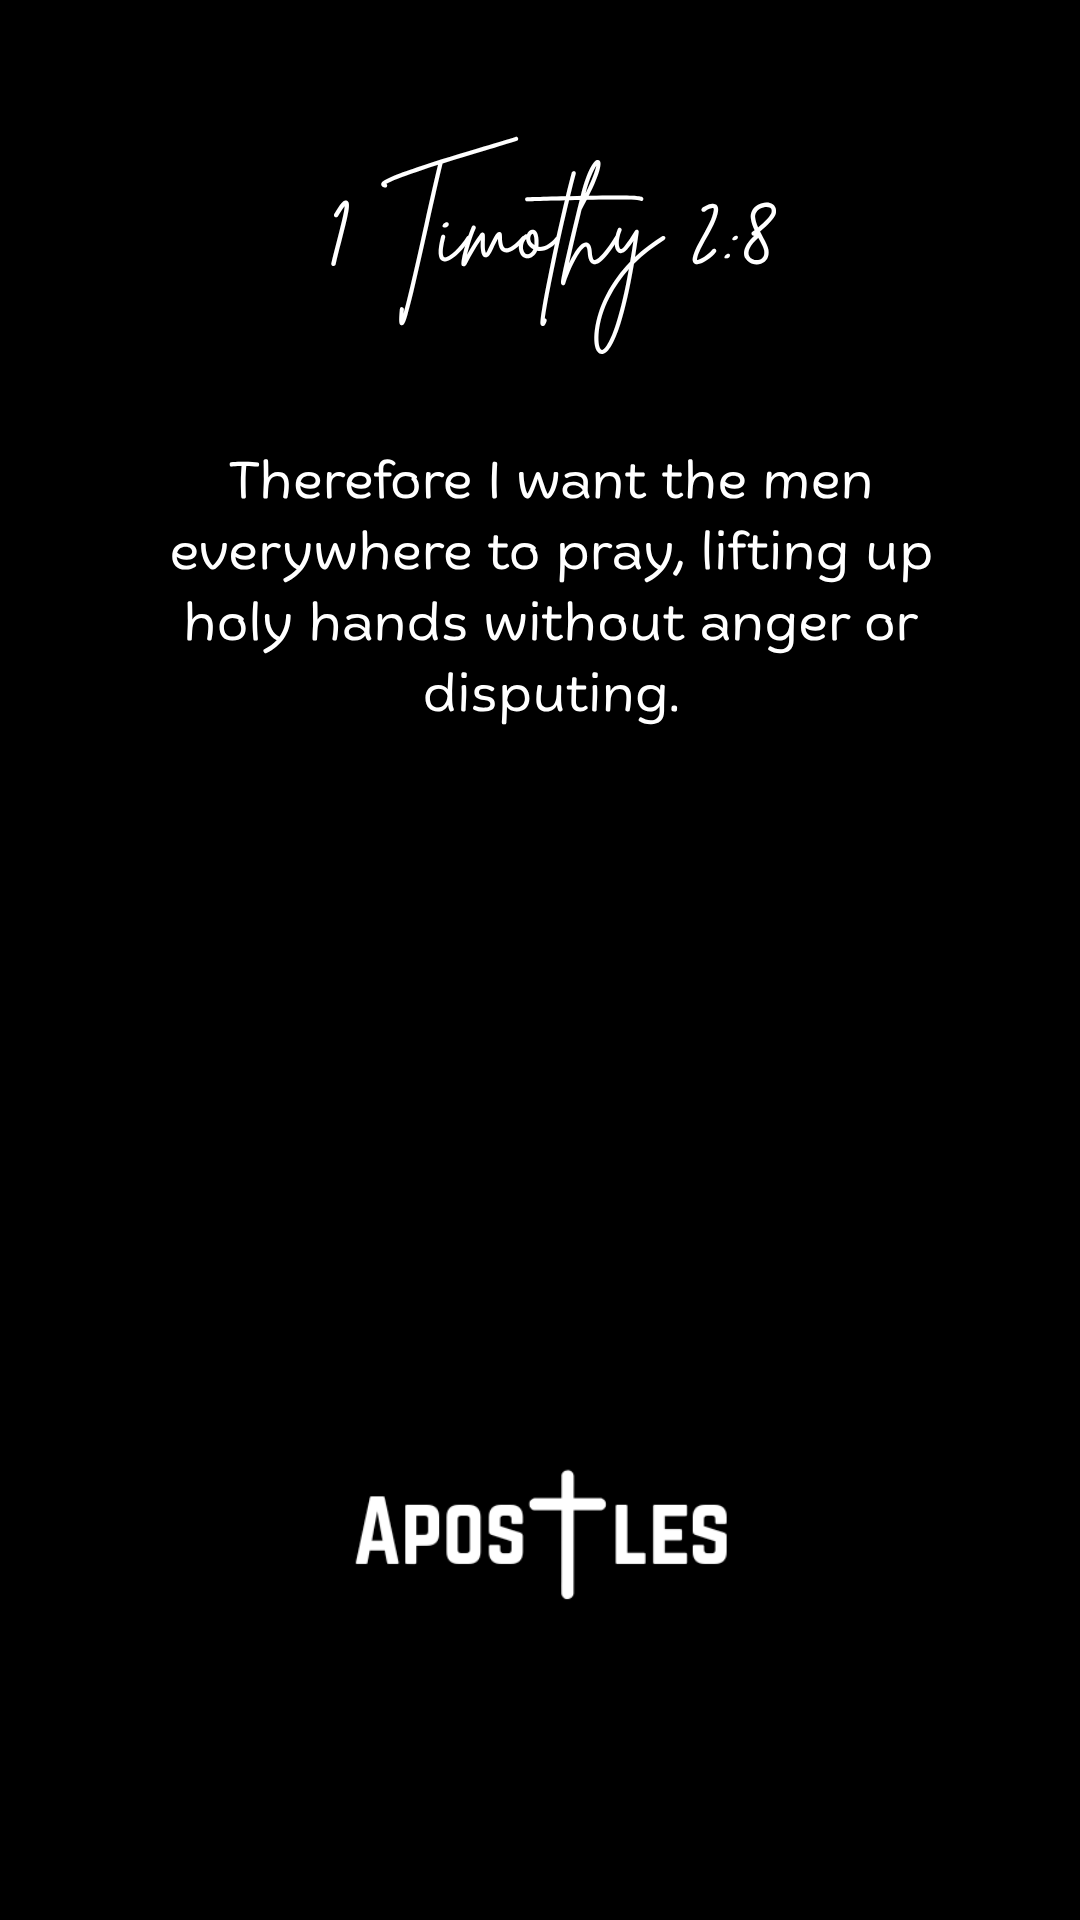 1 Timothy 2:8
Therefore I want the men
everywhere to pray, lifting up
holy hands without anger or
disputing.
APOSTLES